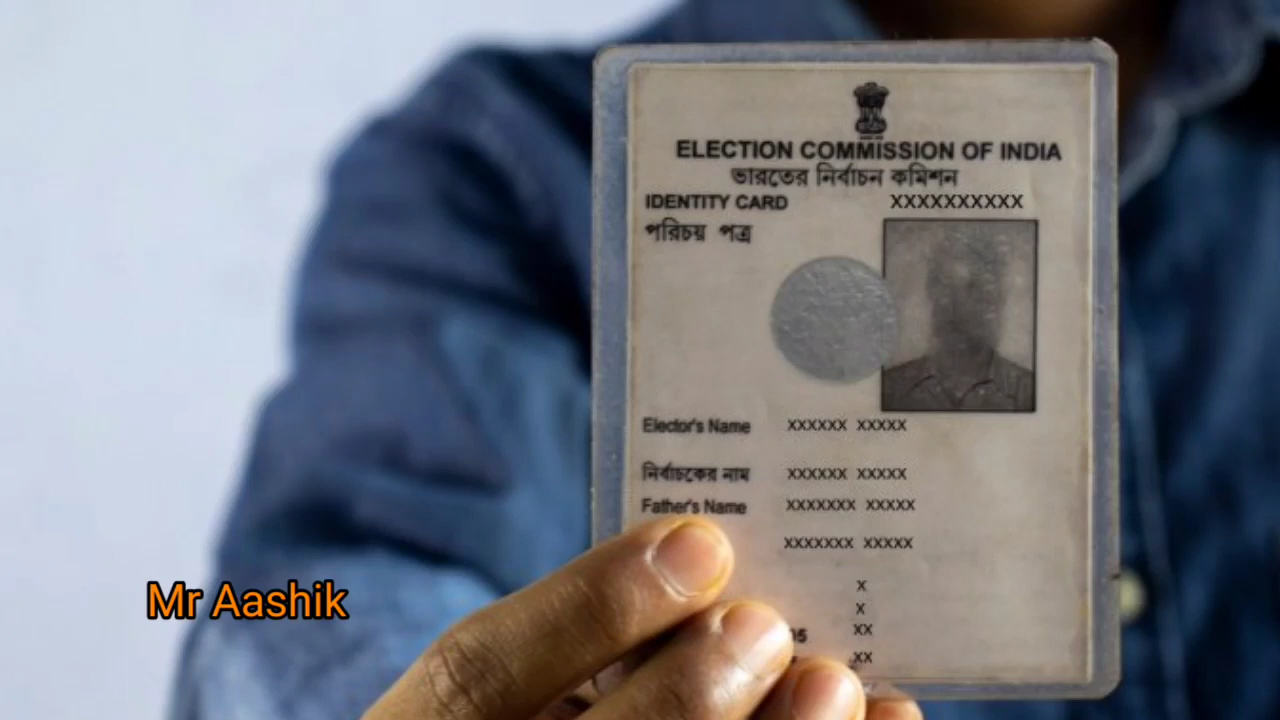 ELECTION COMMISSION OF INDIA
ভারতের নির্বাচন কমিশন
IDENTITY CARD XXXXXXXXXX
পরিচয় পত্র
Elector's Name XXXXXX XXXXX
নির্বাচকের নাম XXXXXX XXXXX
Father's Name XXXXXXX XXXXX
XXXXXXX XXXXX
X
X
XX
XX
Mr Aashik